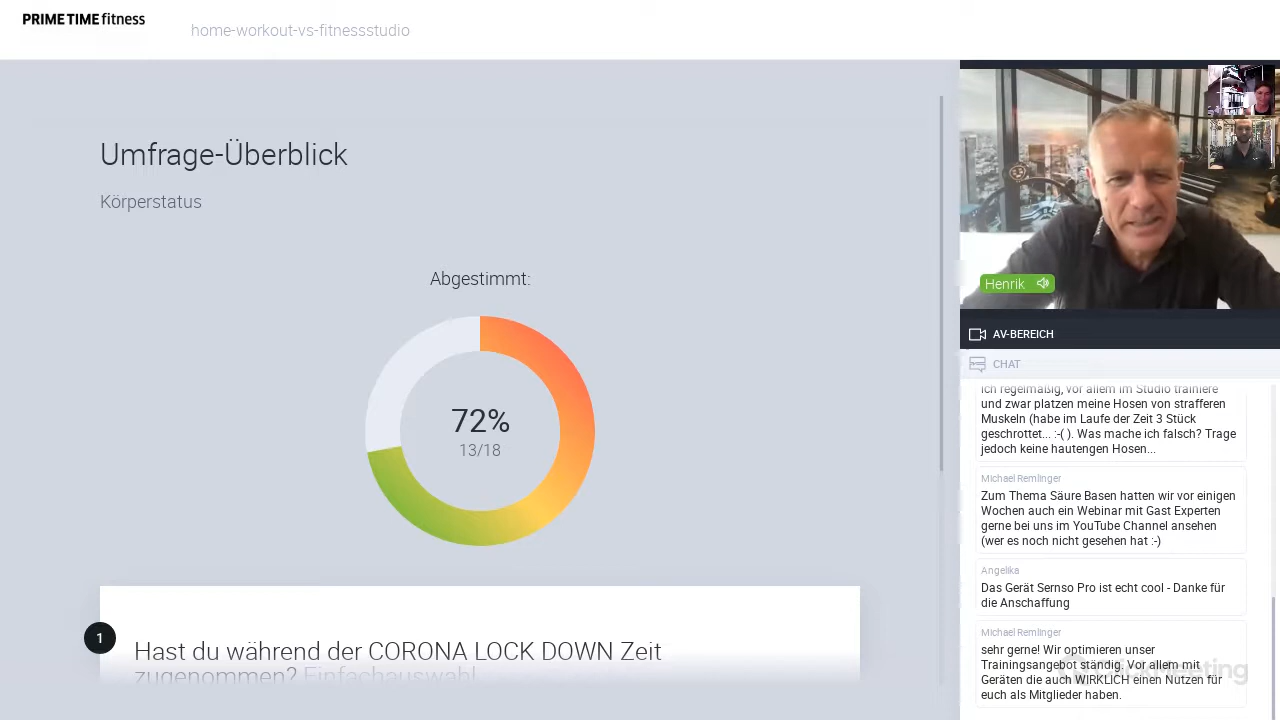 PRIME TIME fitness
home-workout-vs-fitnessstudio
Umfrage-Überblick
Körperstatus
Abgestimmt:
72%
13/18
1
Hast du während der CORONA LOCK DOWN Zeit
zugenommen? Einfachauswahl
Henrik
AV-BEREICH
CHAT
ich regelmäßig, vor allem im Studio trainiere
und zwar platzen meine Hosen von strafferen
Muskeln (habe im Laufe der Zeit 3 Stück
geschrottet... :-( ). Was mache ich falsch? Trage
jedoch keine hautengen Hosen...
Michael Remlinger
Zum Thema Säure Basen hatten wir vor einigen
Wochen auch ein Webinar mit Gast Experten
gerne bei uns im YouTube Channel ansehen
(wer es noch nicht gesehen hat :-)
Angelika
Das Gerät Sernso Pro ist echt cool - Danke für
die Anschaffung
Michael Remlinger
sehr gerne! Wir optimieren unser
Trainingsangebot ständig. Vor allem mit
Geräten die auch WIRKLICH einen Nutzen für
euch als Mitglieder haben.